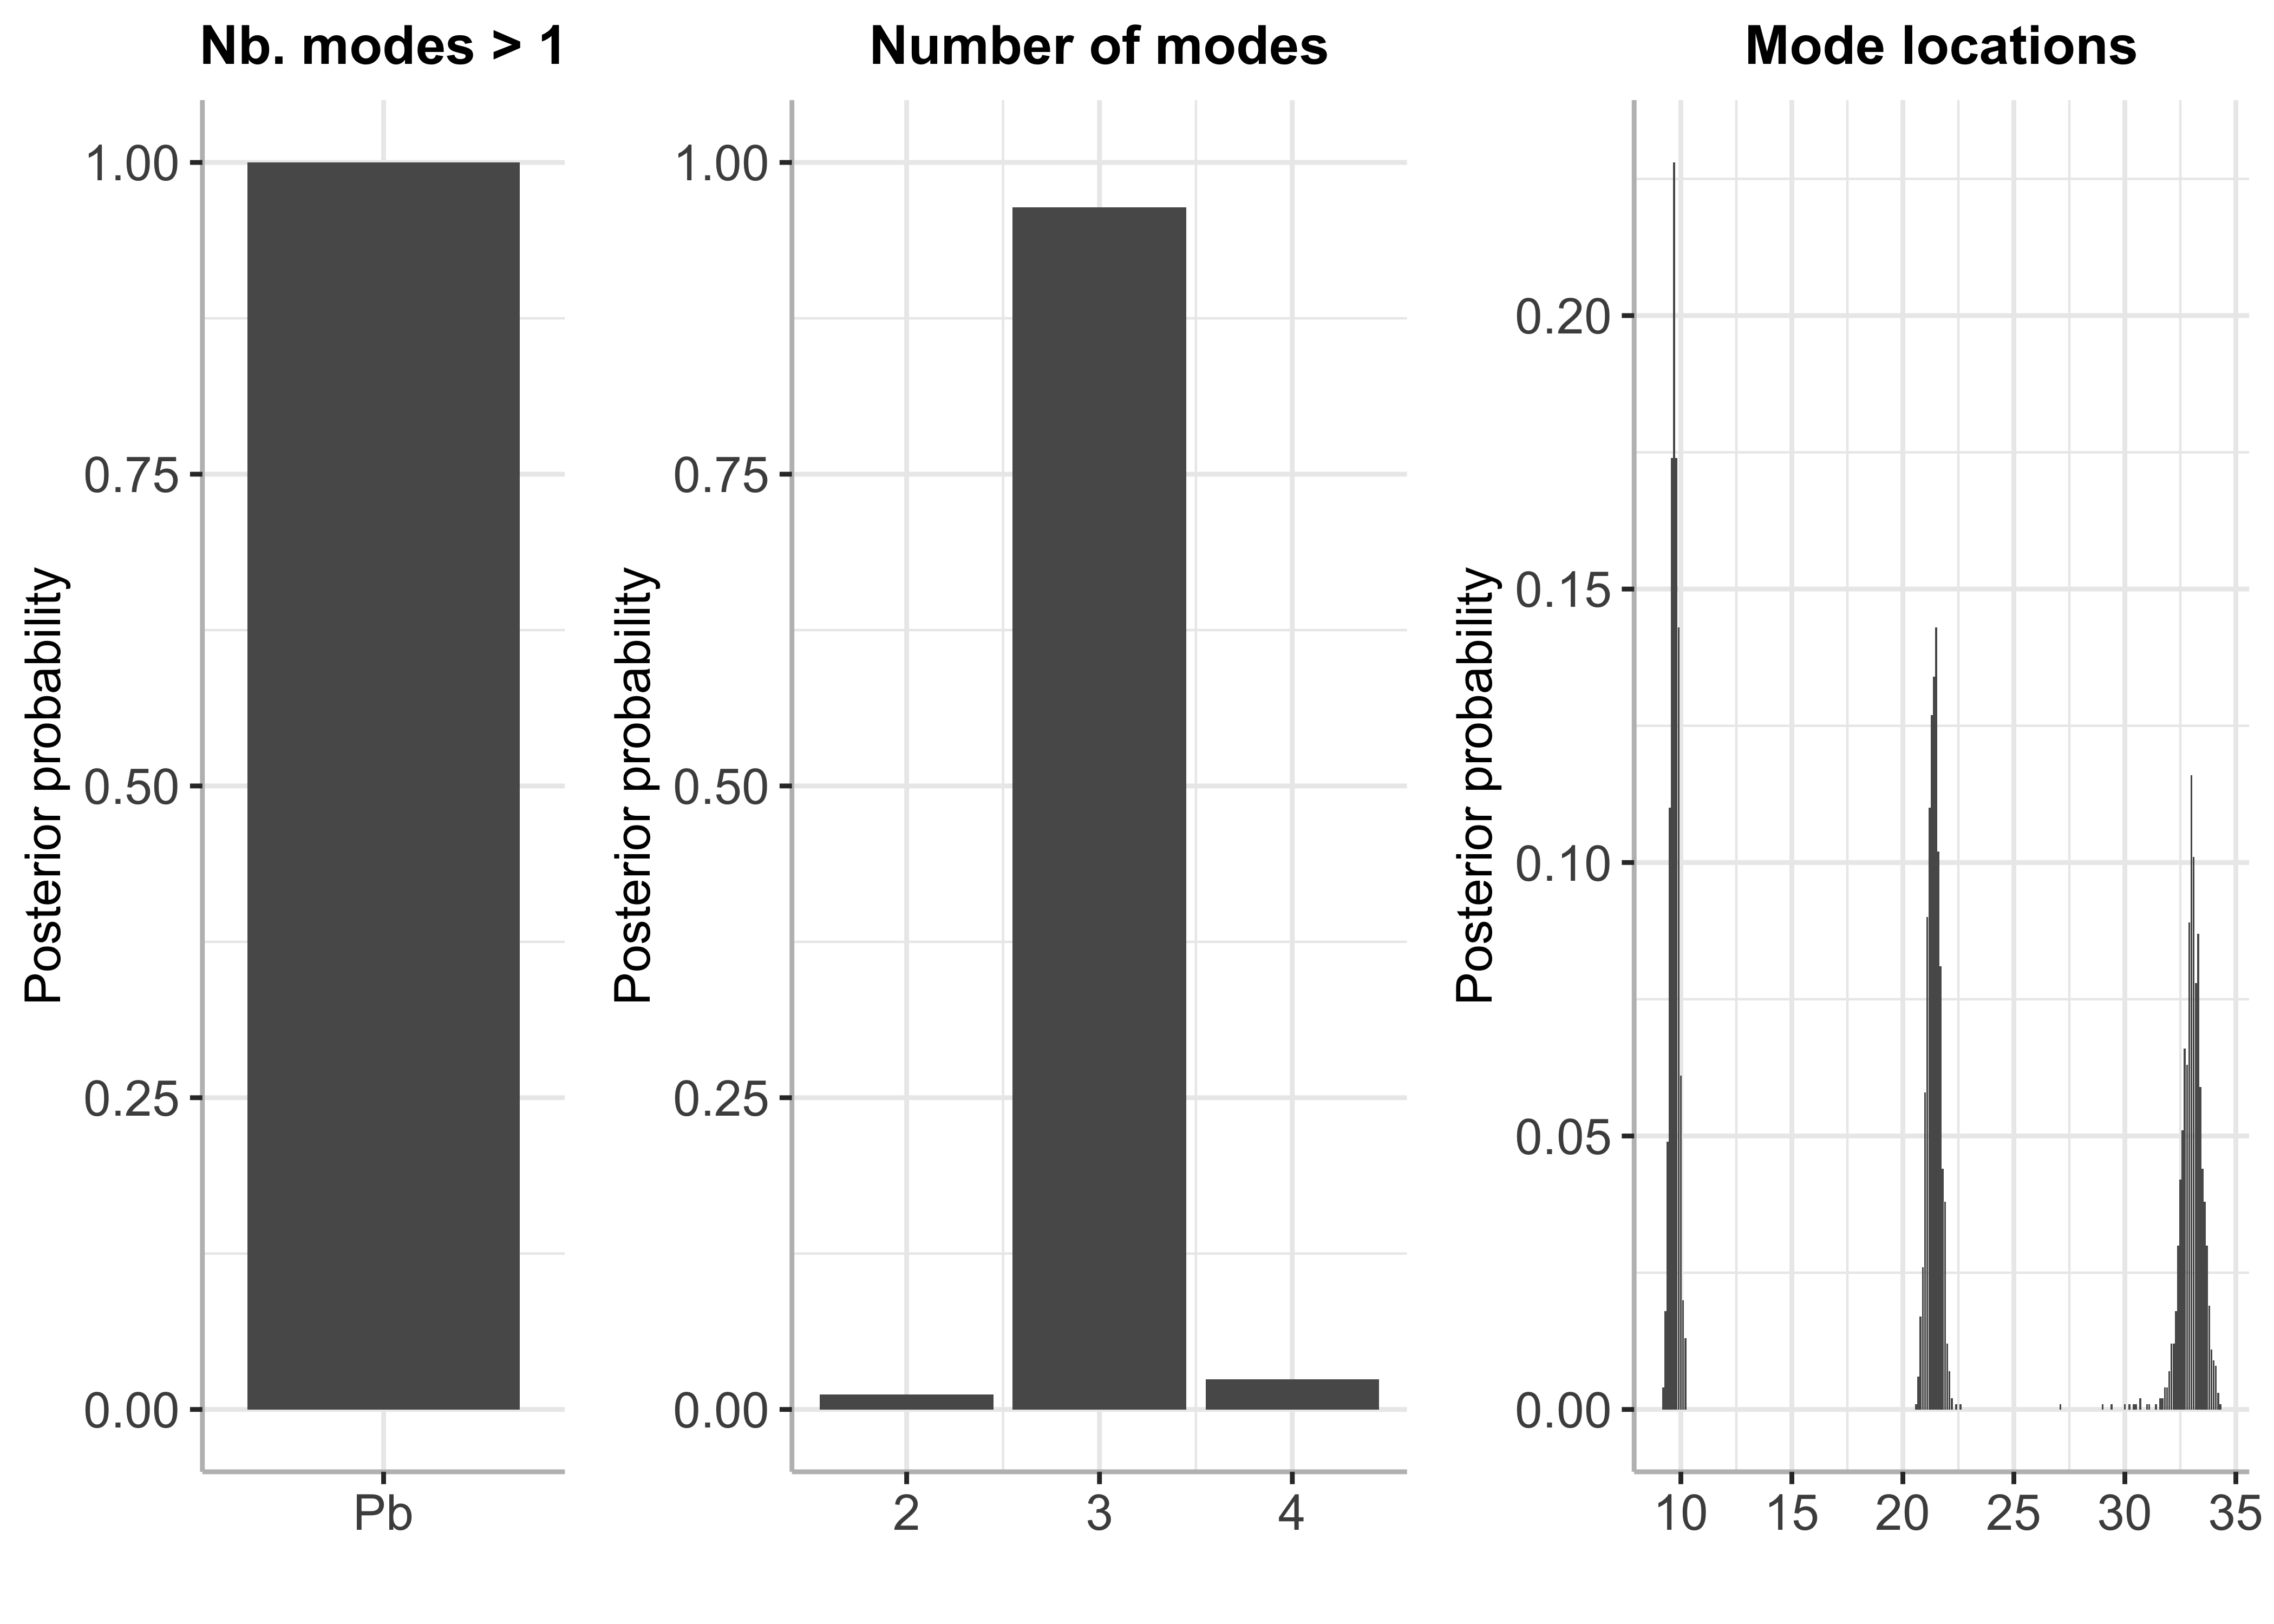 Nb. modes > 1
Number of modes
Mode locations
Posterior probability
1.00
0.75
0.50
0.25
0.00
Pb
Posterior probability
1.00
0.75
0.50
0.25
0.00
2 3 4
Posterior probability
0.20
0.15
0.10
0.05
0.00
10 15 20 25 30 35